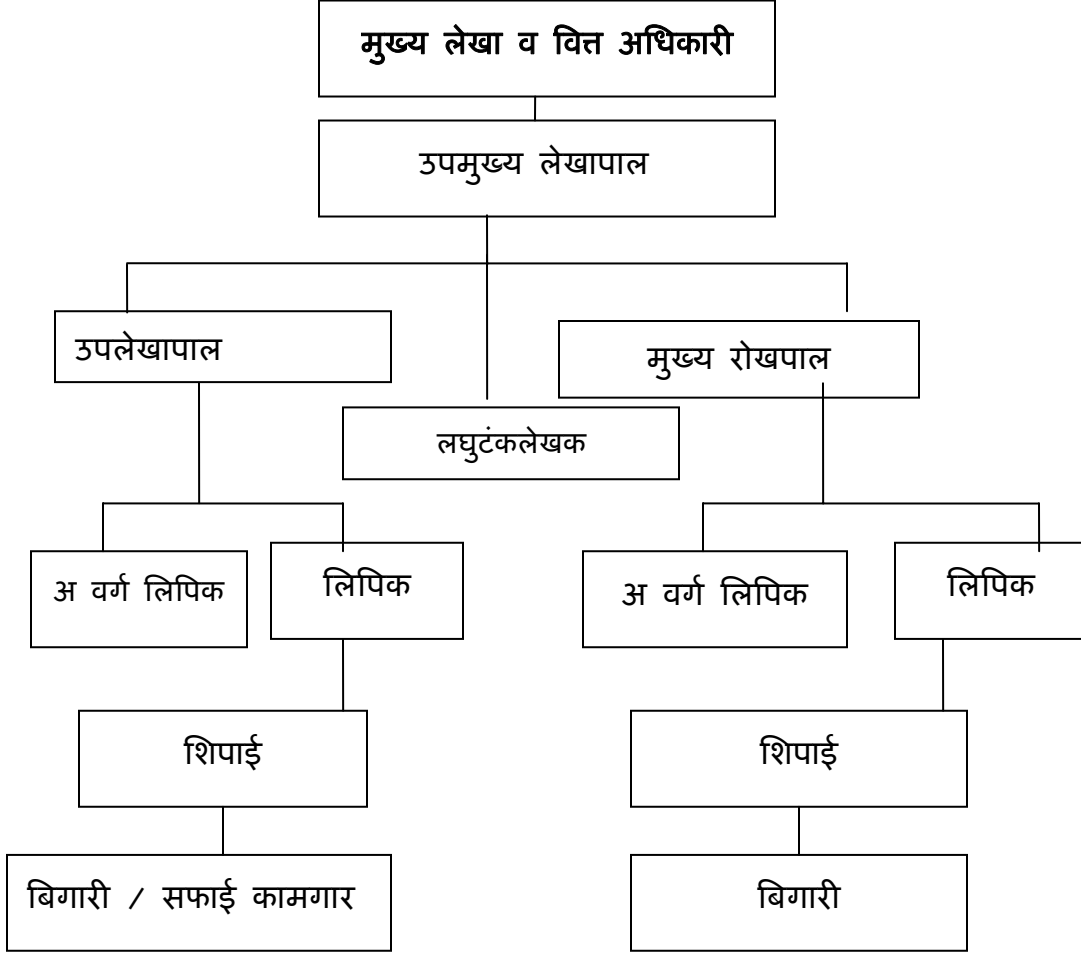 मुख्य लेखा व वित्त अधिकारी
उपमुख्य लेखापाल
उपलेखापाल
मुख्य रोखपाल
लघुटंकलेखक
अ वर्ग लिपिक
लिपिक
अ वर्ग लिपिक
लिपिक
शिपाई
शिपाई
बिगारी / सफाई कामगार
बिगारी